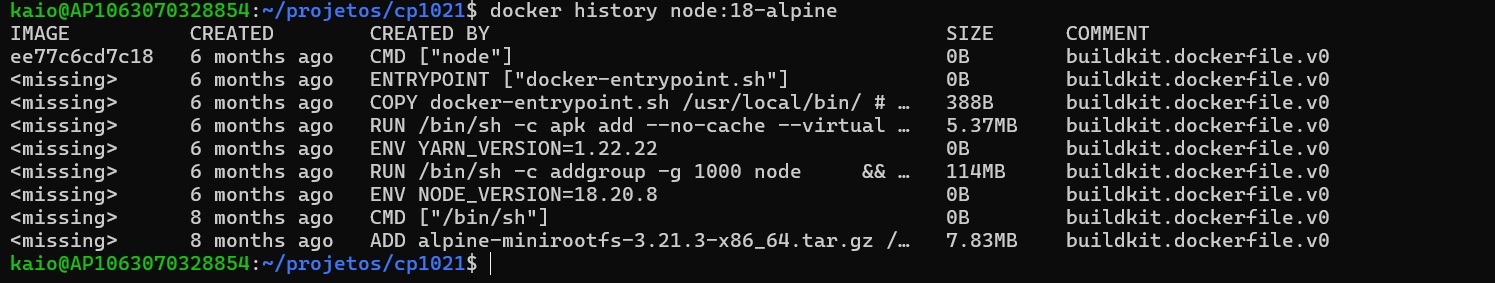 kaio@AP1063070328854:~/projetos/cp1021$ docker history node:18-alpine
IMAGE          CREATED        CREATED BY                                      SIZE      COMMENT
ee77c6cd7c18   6 months ago   CMD ["node"]                                    0B        buildkit.dockerfile.v0
<missing>      6 months ago   ENTRYPOINT ["docker-entrypoint.sh"]             0B        buildkit.dockerfile.v0
<missing>      6 months ago   COPY docker-entrypoint.sh /usr/local/bin/ # …   388B      buildkit.dockerfile.v0
<missing>      6 months ago   RUN /bin/sh -c apk add --no-cache --virtual …   5.37MB    buildkit.dockerfile.v0
<missing>      6 months ago   ENV YARN_VERSION=1.22.22                        0B        buildkit.dockerfile.v0
<missing>      6 months ago   RUN /bin/sh -c addgroup -g 1000 node     && …   114MB     buildkit.dockerfile.v0
<missing>      6 months ago   ENV NODE_VERSION=18.20.8                        0B        buildkit.dockerfile.v0
<missing>      8 months ago   CMD ["/bin/sh"]                                 0B        buildkit.dockerfile.v0
<missing>      8 months ago   ADD alpine-minirootfs-3.21.3-x86_64.tar.gz /…   7.83MB    buildkit.dockerfile.v0
kaio@AP1063070328854:~/projetos/cp1021$